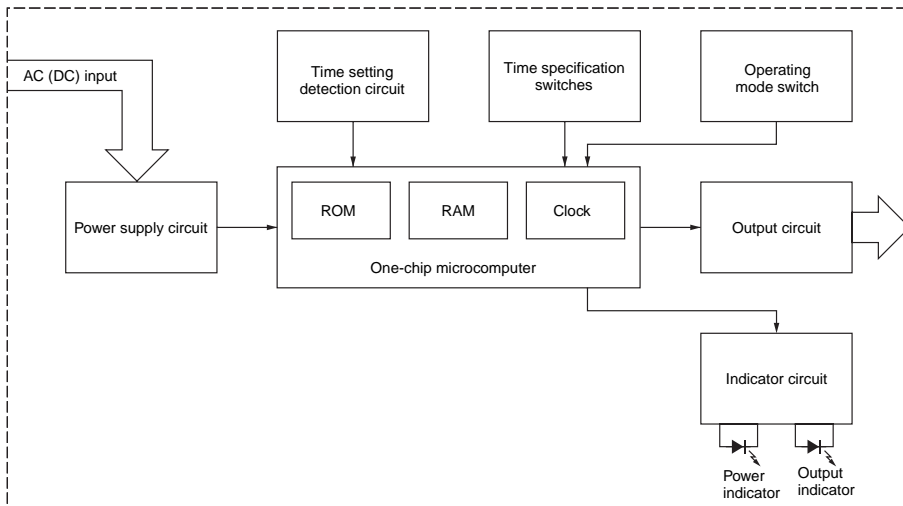 AC (DC) input
Time setting
detection circuit
Time specification
switches
Operating
mode switch
Power supply circuit
ROM
RAM
Clock
One-chip microcomputer
Output circuit
Indicator circuit
Power
indicator
Output
indicator